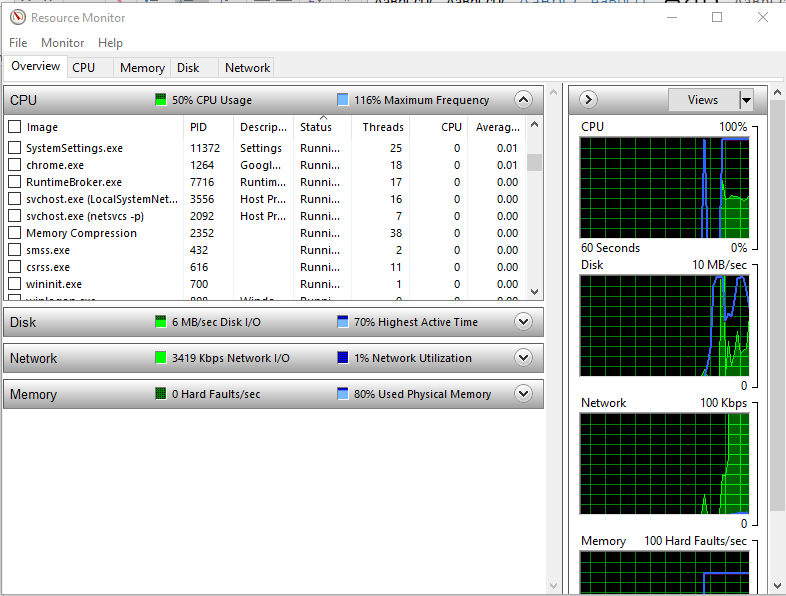 Resource Monitor
File Monitor Help
Overview CPU Memory Disk Network
CPU 50% CPU Usage 116% Maximum Frequency
Image PID Descrip... Status Threads CPU Averag...
SystemSettings.exe 11372 Settings Runni... 25 0 0.01
chrome.exe 1264 Googl... Runni... 18 0 0.01
RuntimeBroker.exe 7716 Runtim... Runni... 17 0 0.00
svchost.exe (LocalSystemNet... 3556 Host Pr... Runni... 16 0 0.00
svchost.exe (netsvcs -p) 2092 Host Pr... Runni... 7 0 0.00
Memory Compression 2352 Runni... 38 0 0.00
smss.exe 432 Runni... 2 0 0.00
csrss.exe 616 Runni... 11 0 0.00
wininit.exe 700 Runni... 1 0 0.00
Disk 6 MB/sec Disk I/O 70% Highest Active Time
Network 3419 Kbps Network I/O 1% Network Utilization
Memory 0 Hard Faults/sec 80% Used Physical Memory
Views
CPU 100%
60 Seconds 0%
Disk 10 MB/sec
0
Network 100 Kbps
0
Memory 100 Hard Faults/sec